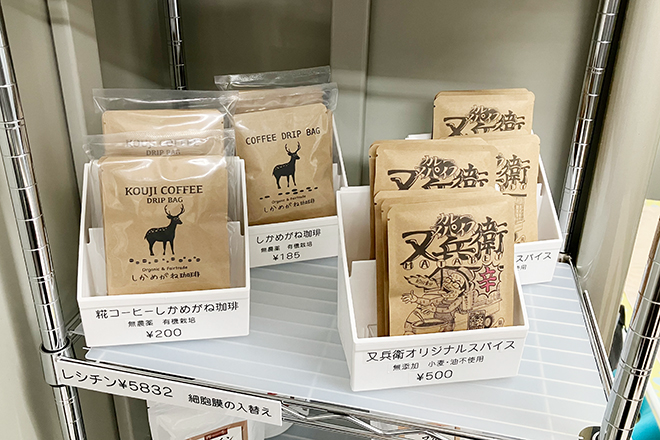 DRIP BAG
KOUJI COFFEE
DRIP BAG
Organic & Fairtrade
しかめがね珈琲
糀コーヒーしかめがね珈琲
無農薬 有機栽培
¥200
COFFEE DRIP BAG
Organic & Fairtrade
しかめがね珈琲
しかめがね珈琲
無農薬 有機栽培
¥185
又兵衛
又兵衛
又兵衛
MATABE
辛
又兵衛オリジナルスパイス
無添加 小麦・油不使用
¥500
スパイス
用
レシチン¥5832 細胞膜の入替え